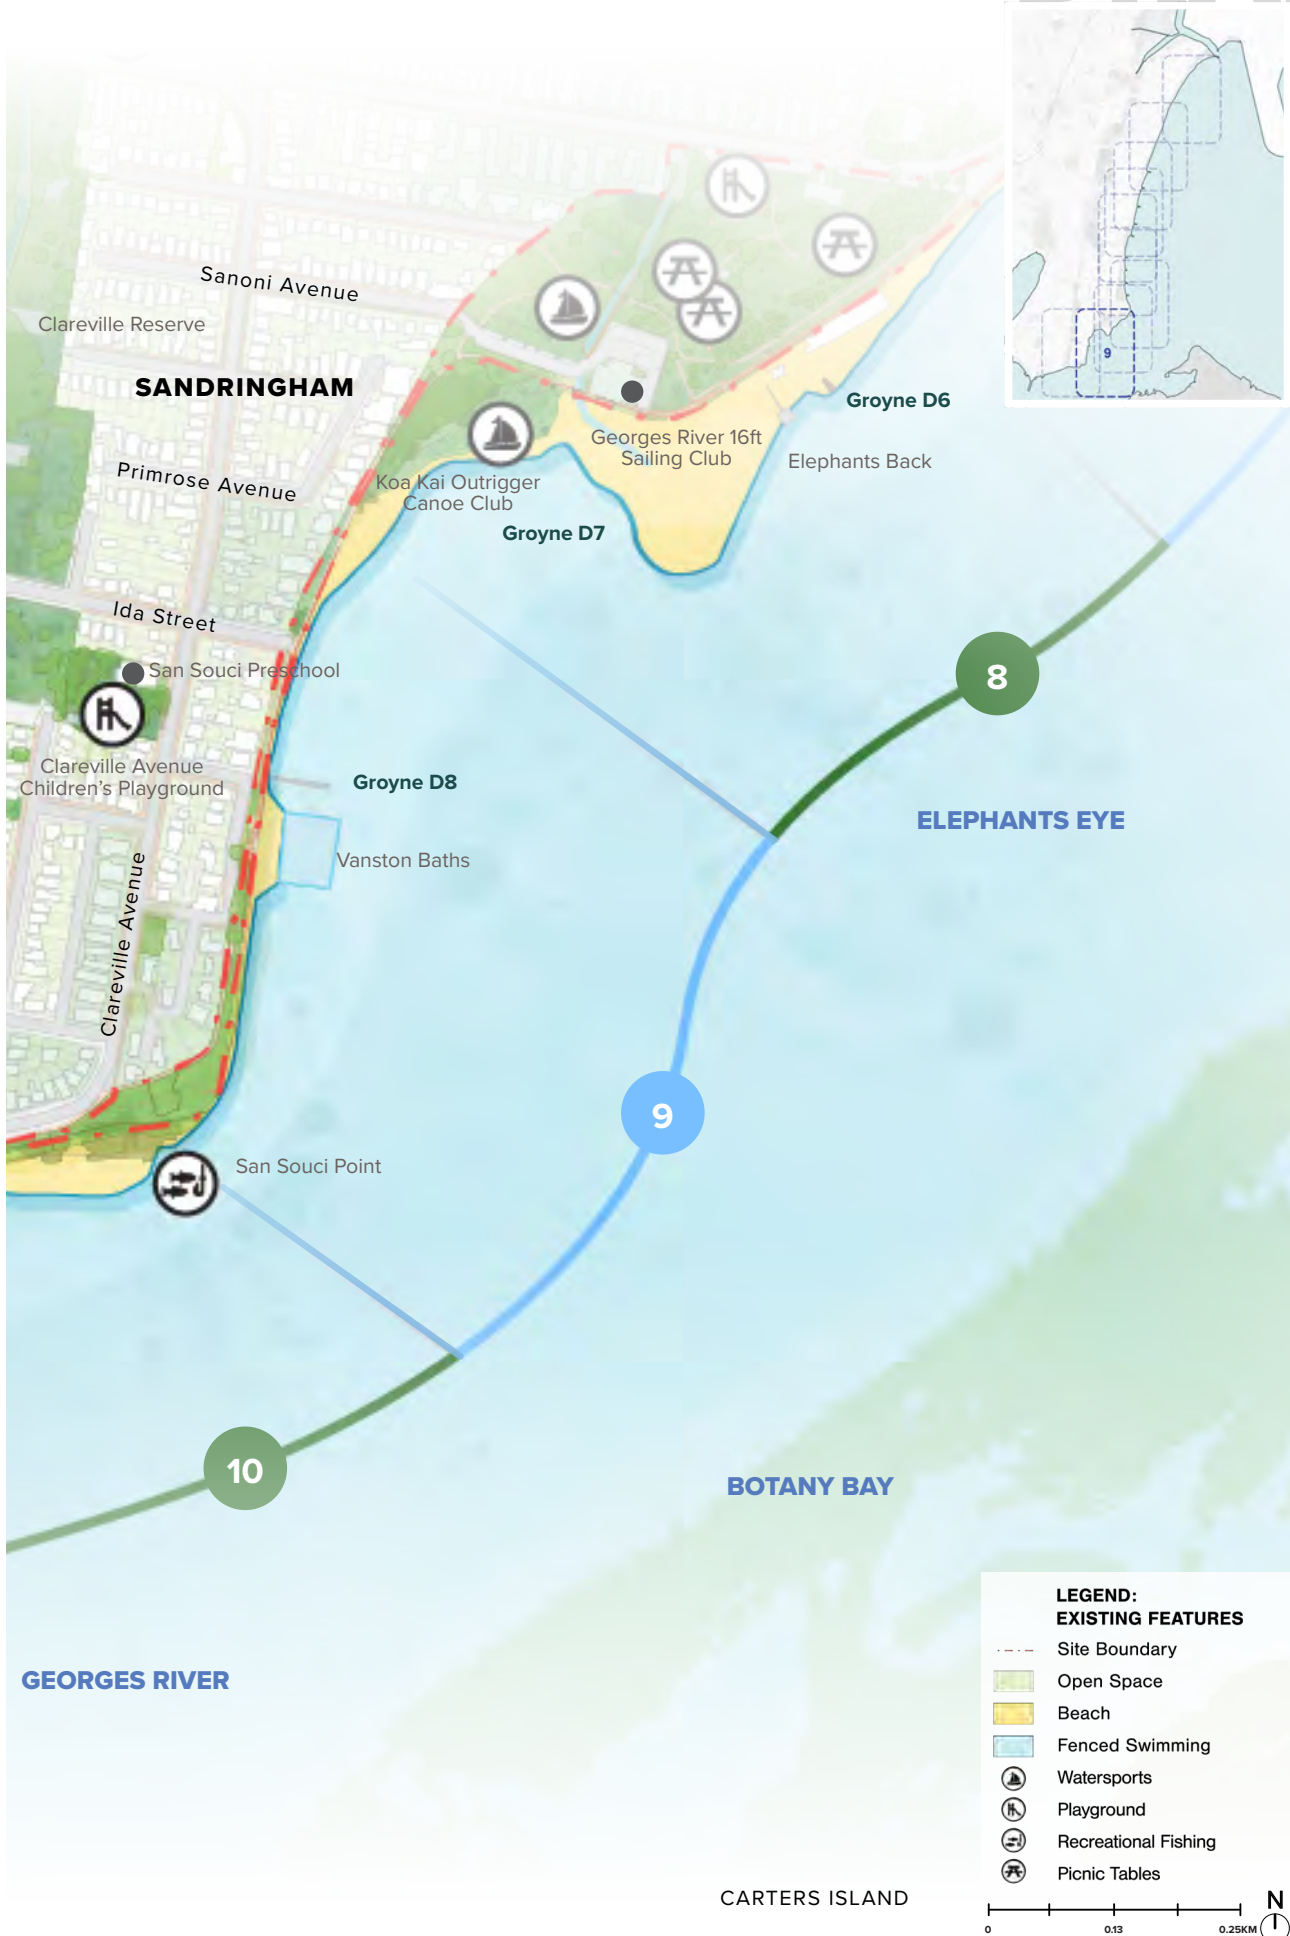 9
Sanoni Avenue
Clareville Reserve
SANDRINGHAM
Groyne D6
Georges River 16ft
Sailing Club
Elephants Back
Primrose Avenue
Koa Kai Outrigger
Canoe Club
Groyne D7
Ida Street
San Souci Preschool
8
Clareville Avenue
Children's Playground
Groyne D8
ELEPHANTS EYE
Vanston Baths
Clareville Avenue
9
San Souci Point
10
BOTANY BAY
GEORGES RIVER
LEGEND:
EXISTING FEATURES
Site Boundary
Open Space
Beach
Fenced Swimming
Watersports
Playground
Recreational Fishing
Picnic Tables
CARTERS ISLAND
N
0 0.13 0.25KM